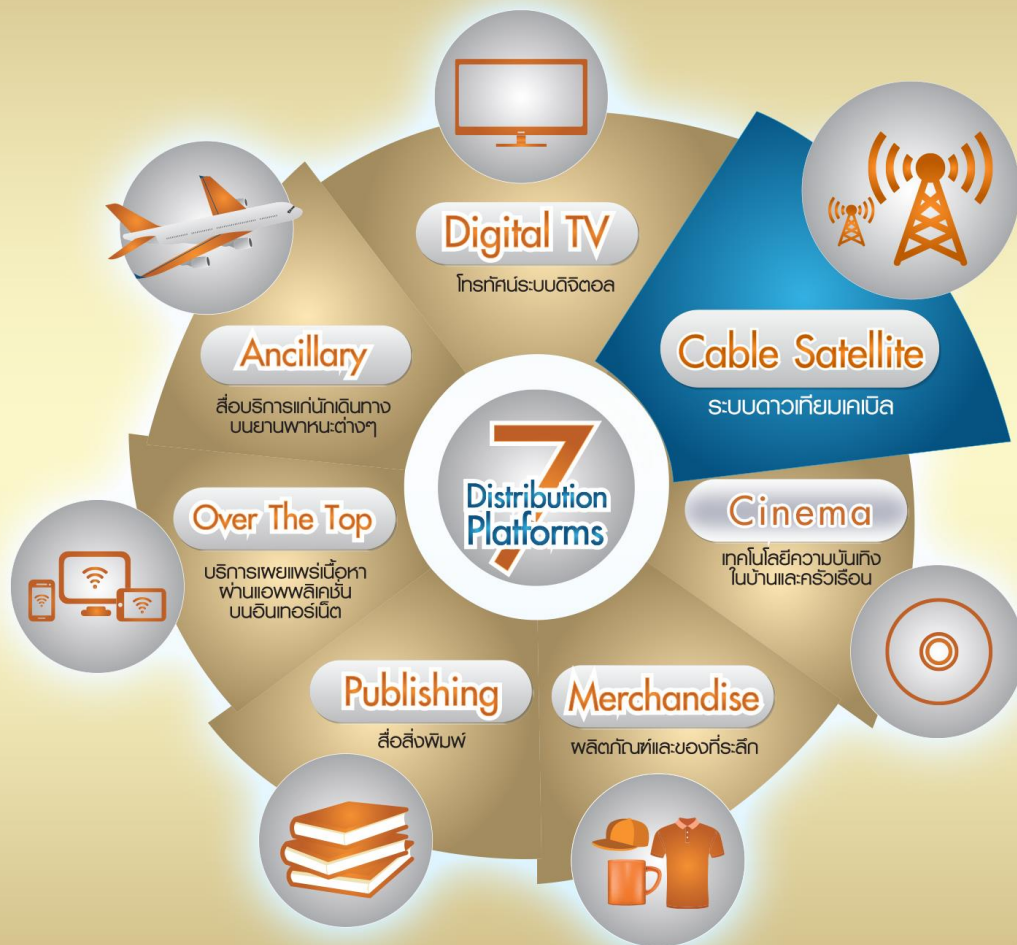 Digital TV
โทรทัศน์ระบบดิจิตอล
Cable Satellite
ระบบดาวเทียมเคเบิล
Cinema
เทคโนโลยีความบันเทิง
ในบ้านและครัวเรือน
Merchandise
ผลิตภัณฑ์และของที่ระลึก
Publishing
สื่อสิ่งพิมพ์
Over The Top
บริการเผยแพร่เนื้อหา
ผ่านแอพพลิเคชั่น
บนอินเทอร์เน็ต
Ancillary
สื่อบริการแก่นักเดินทาง
บนยานพาหนะต่างๆ
7
Distribution
Platforms